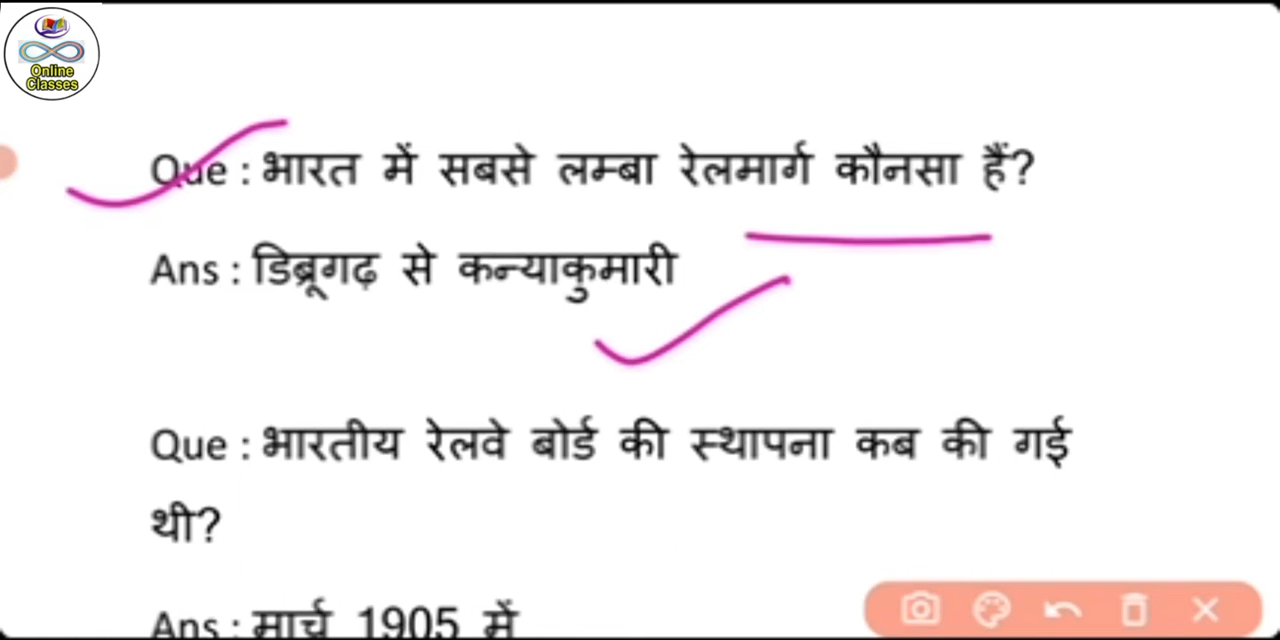 Online
Classes
Que : भारत में सबसे लम्बा रेलमार्ग कौनसा हैं?
Ans : डिब्रूगढ़ से कन्याकुमारी
Que : भारतीय रेलवे बोर्ड की स्थापना कब की गई
थी?
Ans : मार्च 1905 में